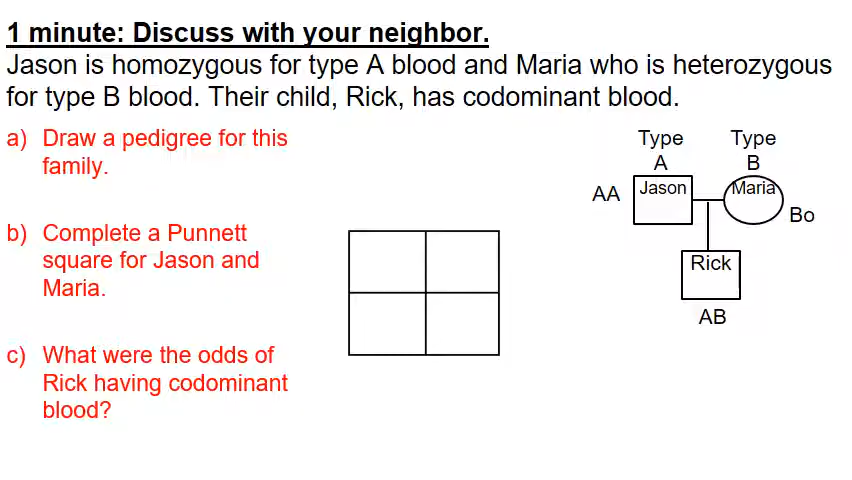 1 minute: Discuss with your neighbor.
Jason is homozygous for type A blood and Maria who is heterozygous
for type B blood. Their child, Rick, has codominant blood.
a) Draw a pedigree for this
family.
b) Complete a Punnett
square for Jason and
Maria.
c) What were the odds of
Rick having codominant
blood?
Type
A
Type
B
AA
Jason
Maria
Bo
Rick
AB